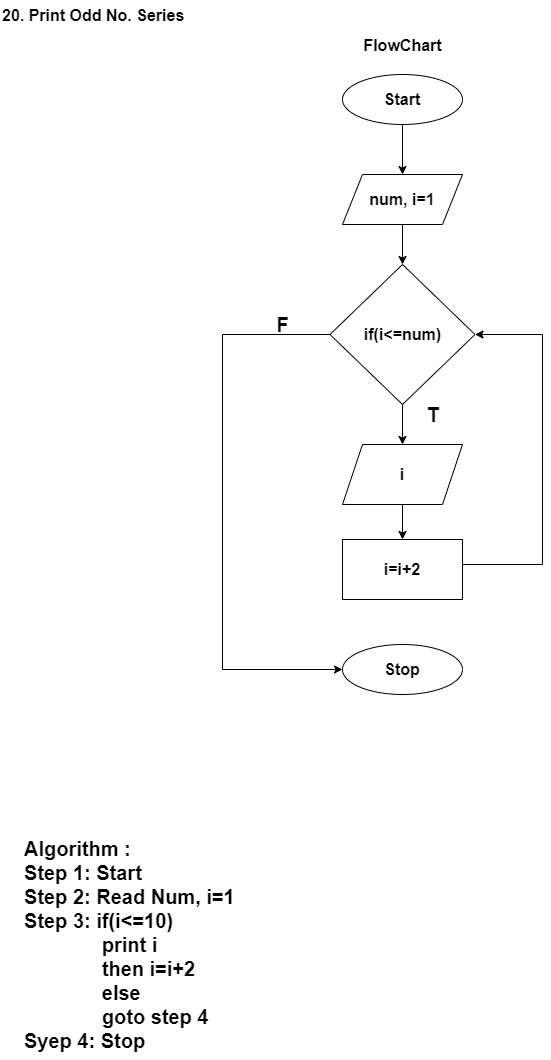 20. Print Odd No. Series
FlowChart
Start
num, i=1
if(i<=num)
F
T
i
i=i+2
Stop
Algorithm :
Step 1: Start
Step 2: Read Num, i=1
Step 3: if(i<=10)
print i
then i=i+2
else
goto step 4
Syep 4: Stop